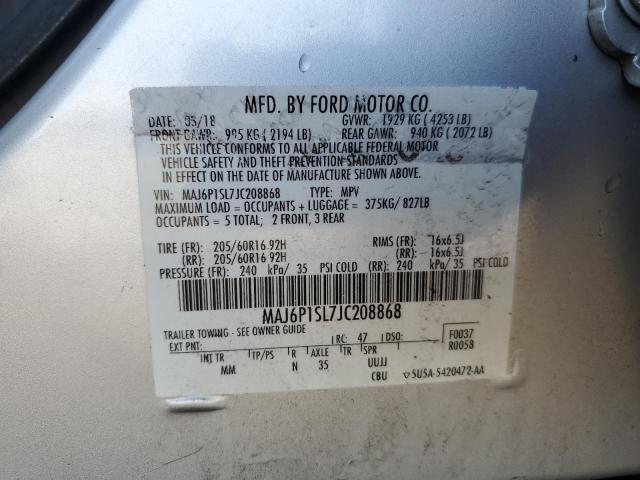 MFD. BY FORD MOTOR CO.
DATE: 05/18 GVWR: 1929 KG ( 4253 LB)
FRONT GAWR: 995 KG ( 2194 LB) REAR GAWR: 940 KG ( 2072 LB)
THIS VEHICLE CONFORMS TO ALL APPLICABLE FEDERAL MOTOR
VEHICLE SAFETY AND THEFT PREVENTION STANDARDS
IN EFFECT ON THE DATE OF MANUFACTURE SHOWN ABOVE.
VIN: MAJ6P1SL7JC208868 TYPE: MPV
MAXIMUM LOAD = OCCUPANTS + LUGGAGE = 375KG/ 827LB
OCCUPANTS = 5 TOTAL; 2 FRONT, 3 REAR
TIRE (FR): 205/60R16 92H RIMS (FR): 16x6.5J
(RR): 205/60R16 92H (RR): 16x6.5J
PRESSURE (FR): 240 kPa/ 35 PSI COLD (RR): 240 kPa/ 35 PSI COLD
MAJ6P1SL7JC208868
TRAILER TOWING - SEE OWNER GUIDE
EXT PNT: RC: 47 DSO: F0037
R0058
INT TR TP/PS R AXLE TR SPR
MM N 35 UUJJ
CBU SU5A-5420472-AA